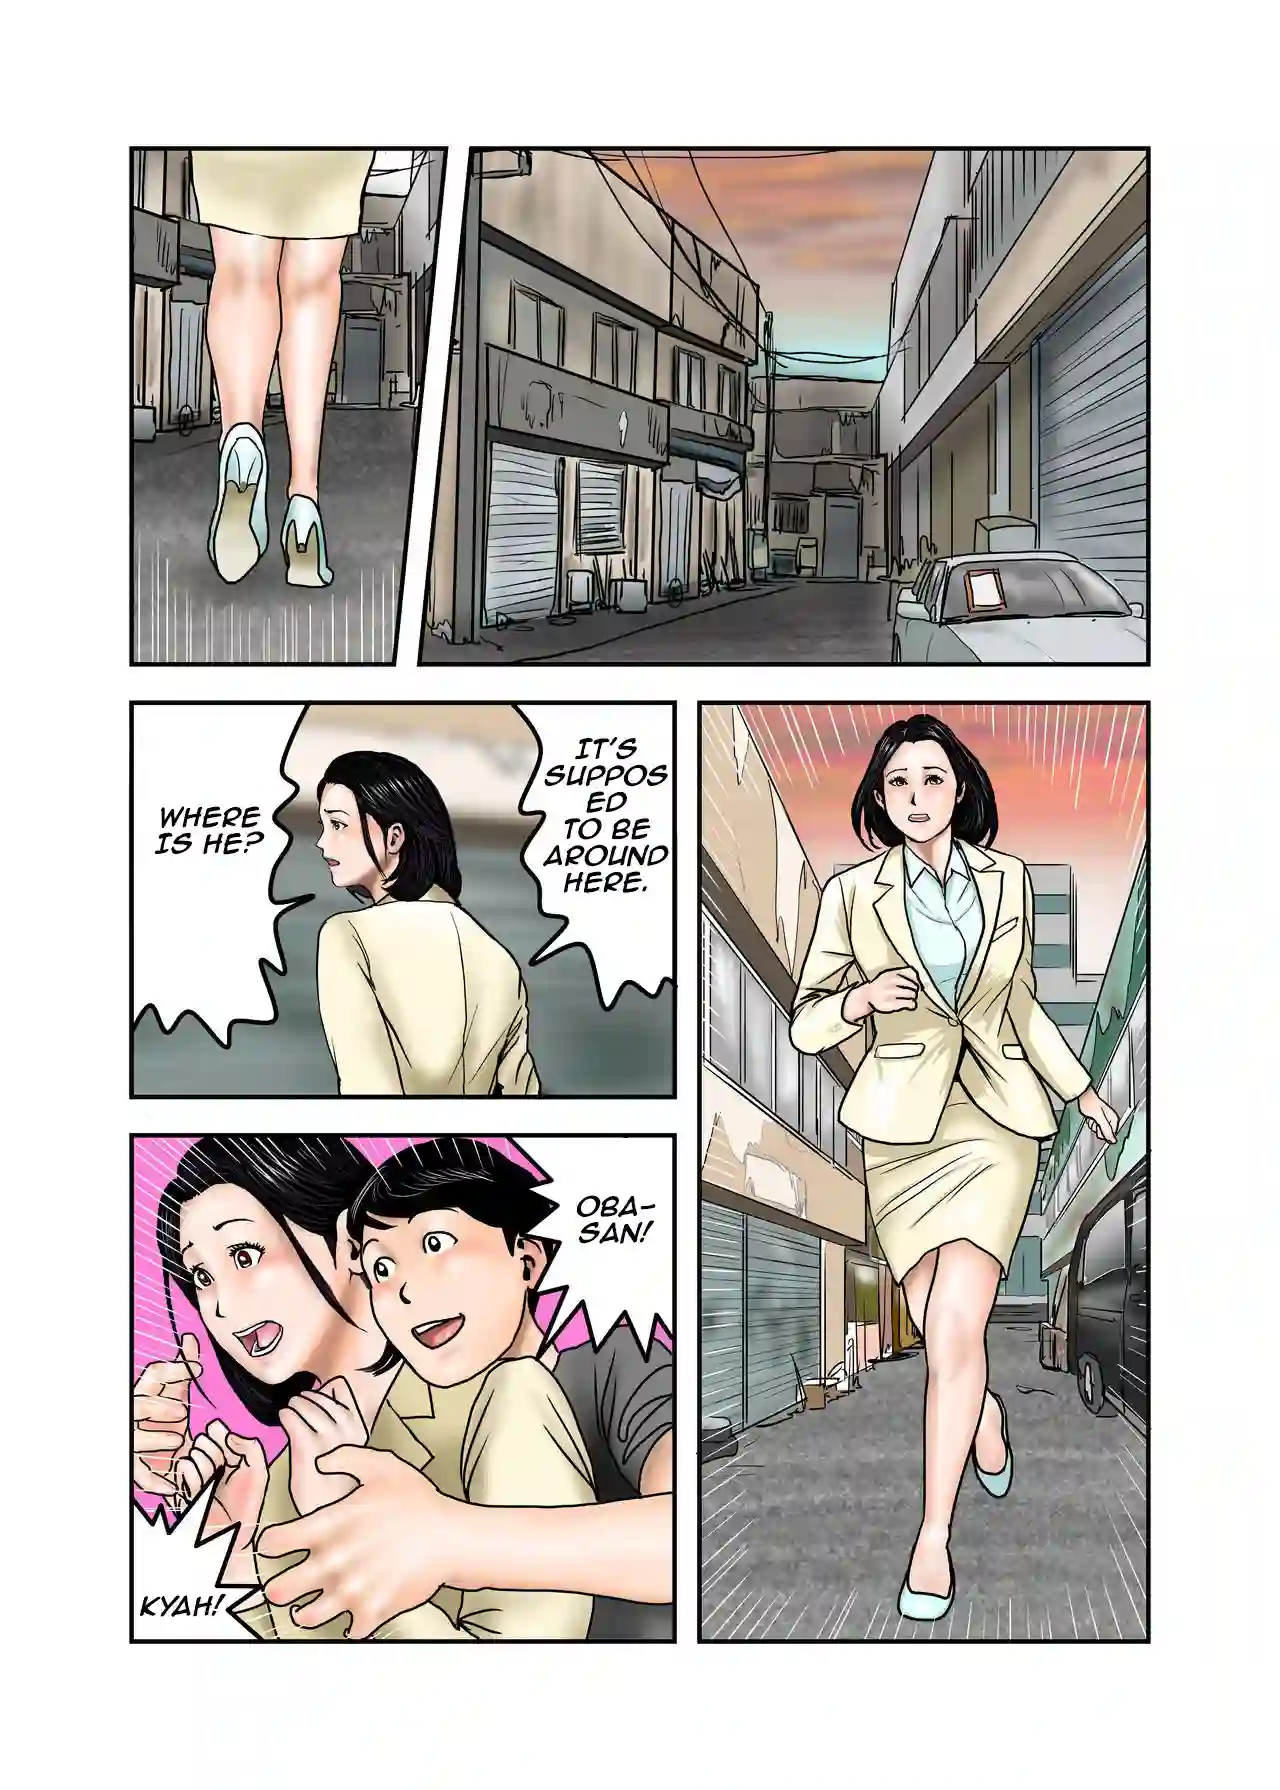 IT'S
SUPPOS
ED
TO BE
AROUND
HERE.
WHERE
IS HE?
OBA-
SAN!
KYAH!